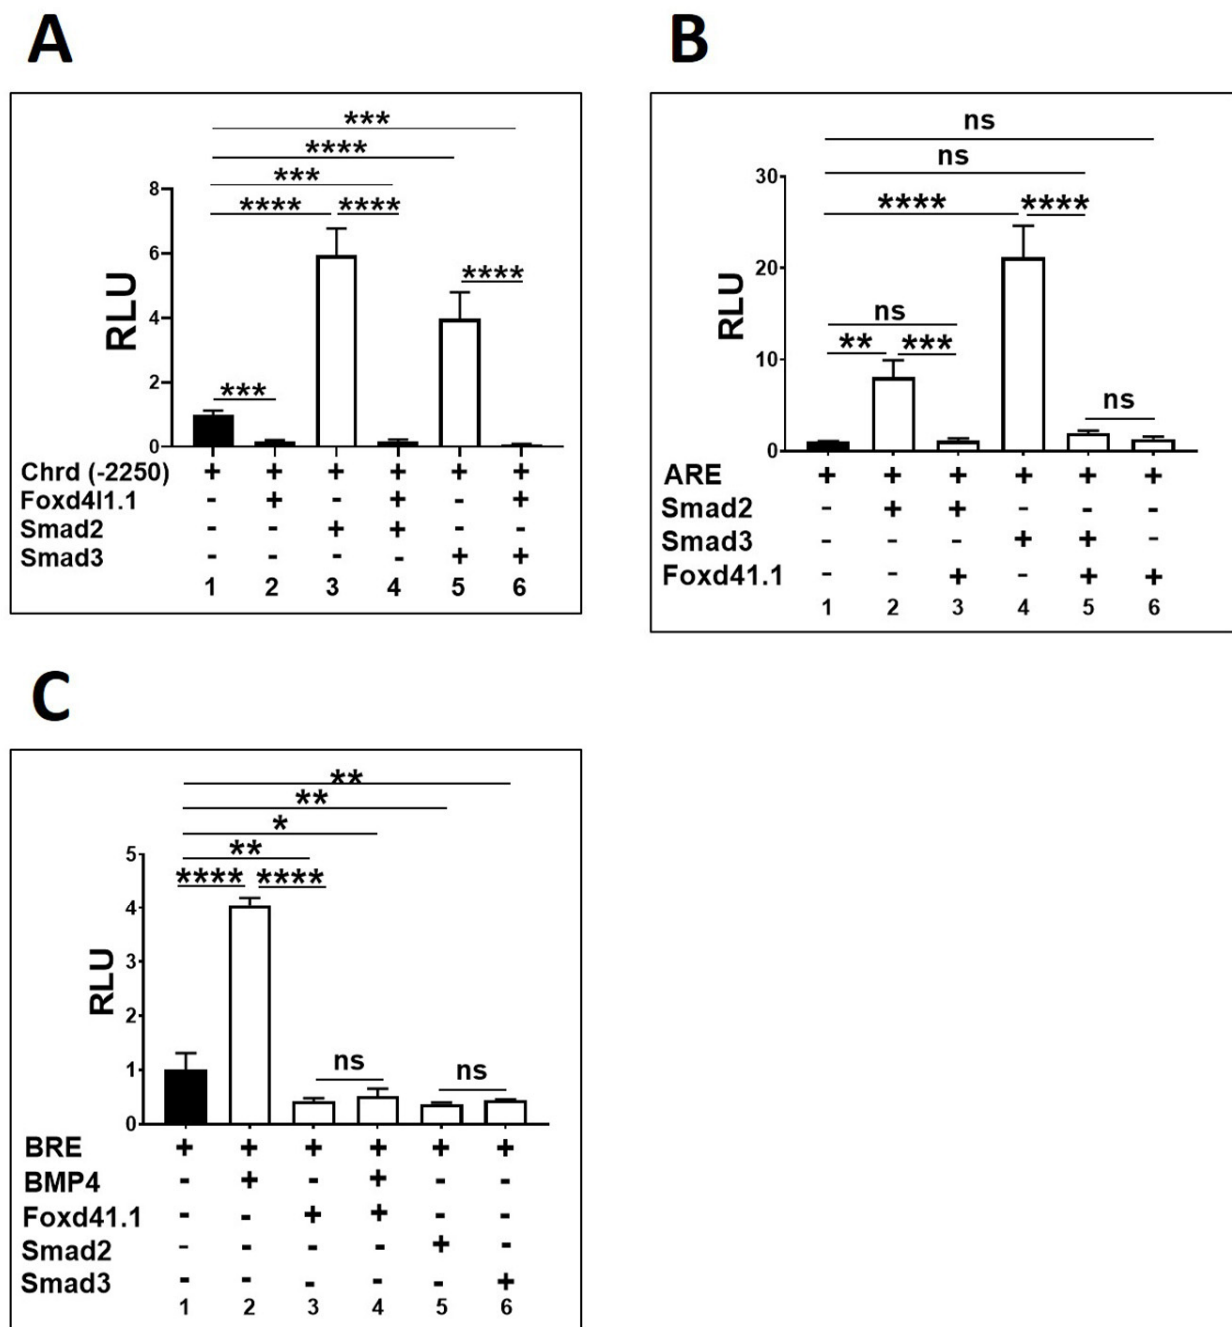 A
***
****
***
**** ****
8
6
****
RLU
4
2
***
0
Chrd (-2250) + + + + + +
Foxd4l1.1 - + - + - +
Smad2 - - + + - -
Smad3 - - - - + +
1 2 3 4 5 6
B
ns
ns
30
**** ****
20
RLU
ns
** ***
10
ns
0
ARE + + + + + +
Smad2 - + + - - -
Smad3 - - - + + -
Foxd41.1 - - + - + +
1 2 3 4 5 6
C
**
**
*
**
5
**** ****
4
3
RLU
2
ns ns
1
0
BRE + + + + + +
BMP4 - + - + - -
Foxd41.1 - - + + - -
Smad2 - - - - + -
Smad3 - - - - - +
1 2 3 4 5 6